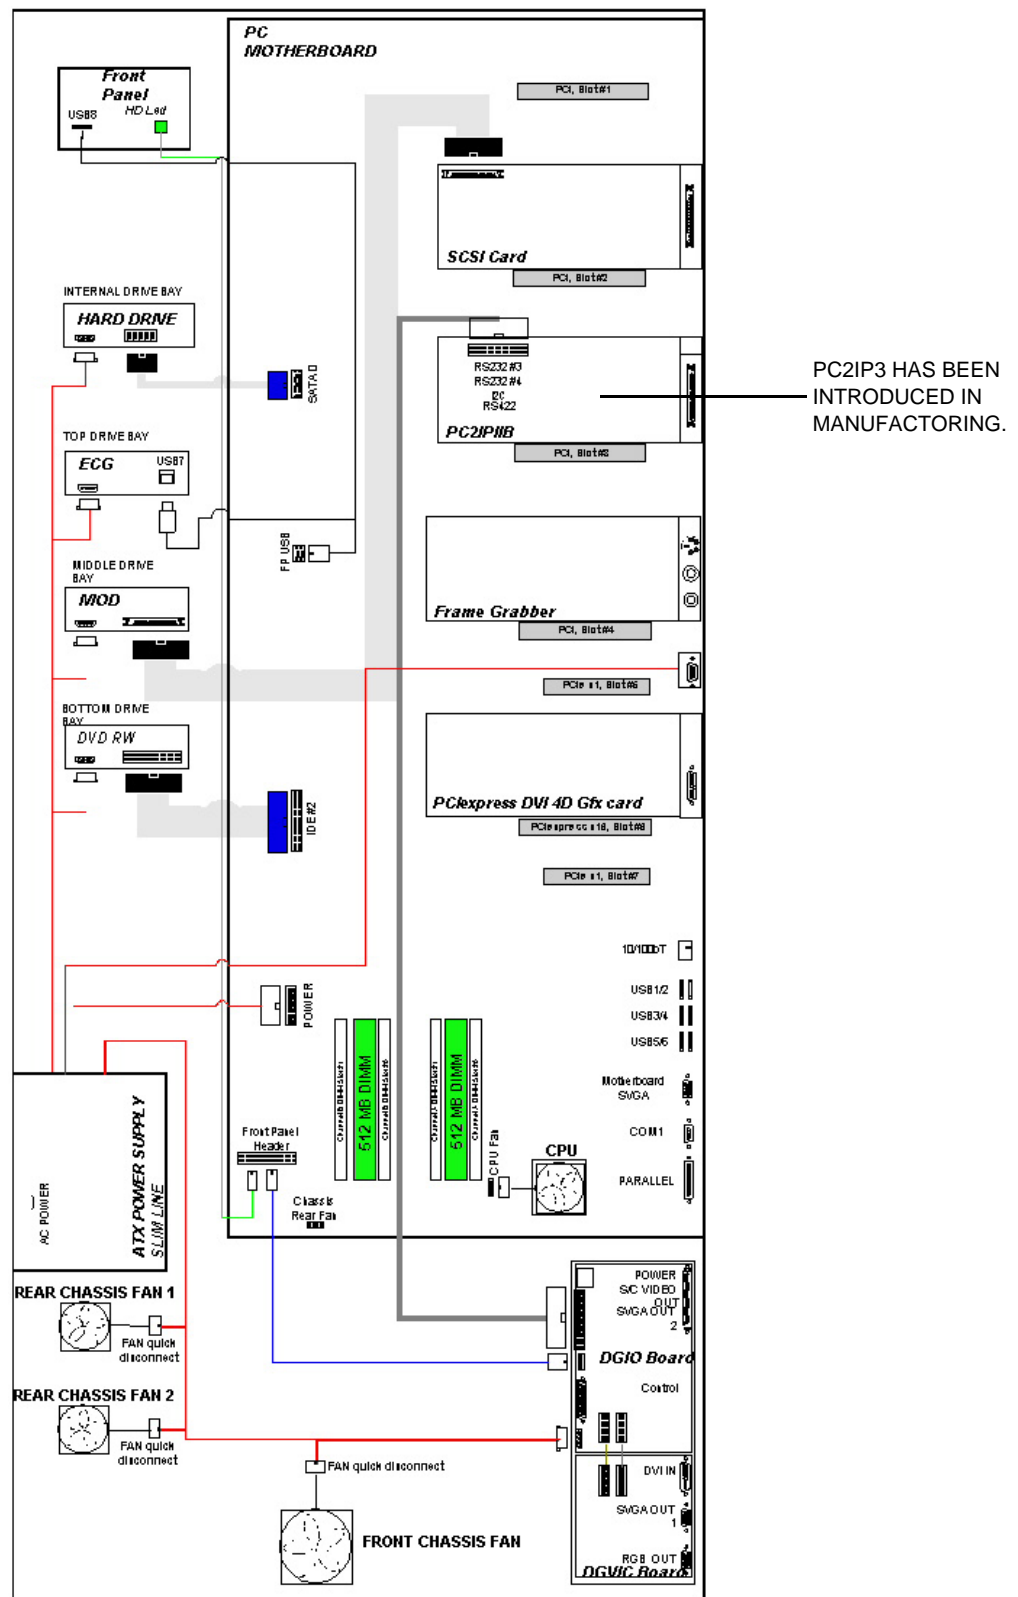 PC
MOTHERBOARD
Front
Panel
USB8
HD Led
PCI, Slot#1
SCSI Card
PCI, Slot#2
INTERNAL DRIVE BAY
HARD DRIVE
SATA 0
RS232 #3
RS232 #4
I2C
RS422
PC2IPIIB
PCI, Slot#3
PC2IP3 HAS BEEN
INTRODUCED IN
MANUFACTORING.
TOP DRIVE BAY
ECG
USB7
FP USB
MIDDLE DRIVE
BAY
MOD
Frame Grabber
PCI, Slot#4
PCIe x1, Slot#5
BOTTOM DRIVE
BAY
DVD RW
IDE #2
PCIexpress DVI 4D Gfx card
PCIexpress x16, Slot#6
PCIe x1, Slot#7
10/100bT
USB1/2
USB3/4
USB5/6
POWER
Motherboard
SVGA
COM1
PARALLEL
512 MB DIMM
512 MB DIMM
CPU Fan
CPU
Front Panel
Header
Chassis
Rear Fan
AC POWER
ATX POWER SUPPLY
SLIM LINE
REAR CHASSIS FAN 1
FAN quick
disconnect
REAR CHASSIS FAN 2
FAN quick
disconnect
FAN quick disconnect
FRONT CHASSIS FAN
POWER
S/C VIDEO
OUT
SVGA OUT
2
DGIO Board
Control
DVI IN
SVGA OUT
1
RGB OUT
DGVIC Board